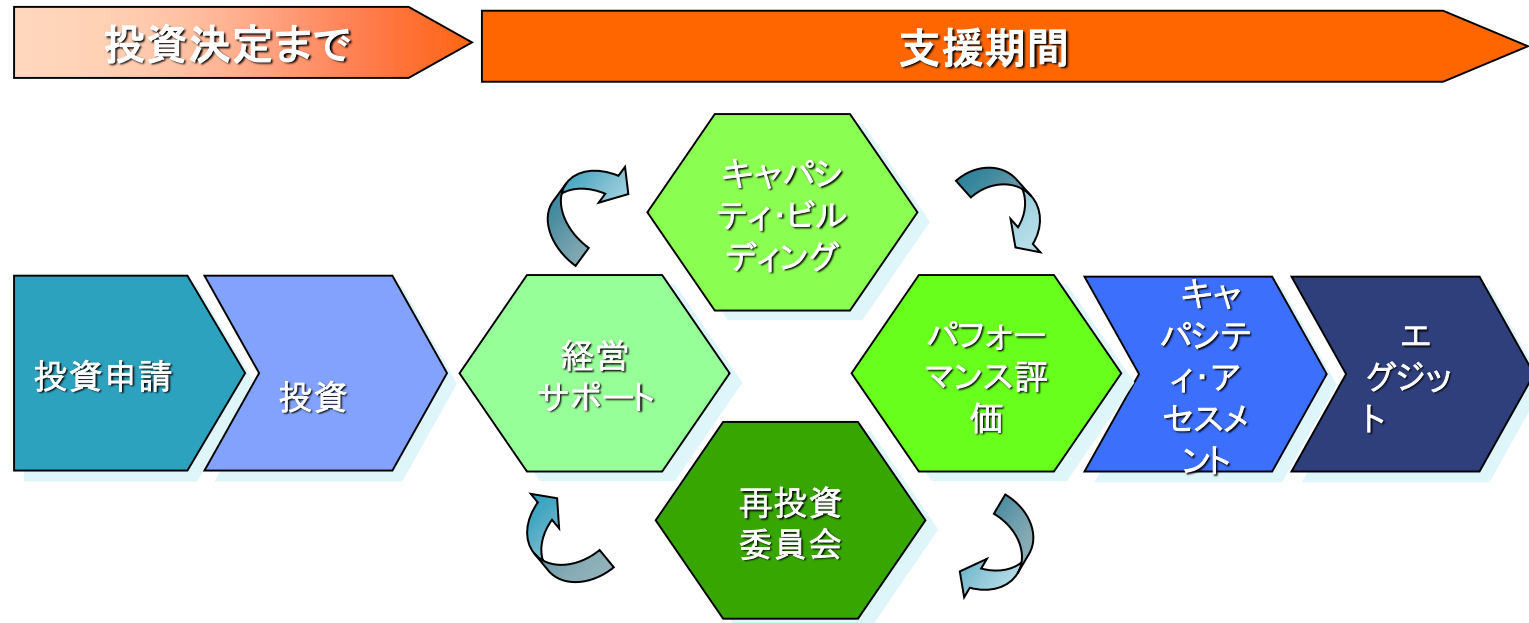 投資決定まで
支援期間
キャパシ
ティ・ビル
ディング
投資申請
投資
経営
サポート
パフォー
マンス評
価
キャ
パシテ
ィ・ア
セスメ
ント
エ
グジッ
ト
再投資
委員会